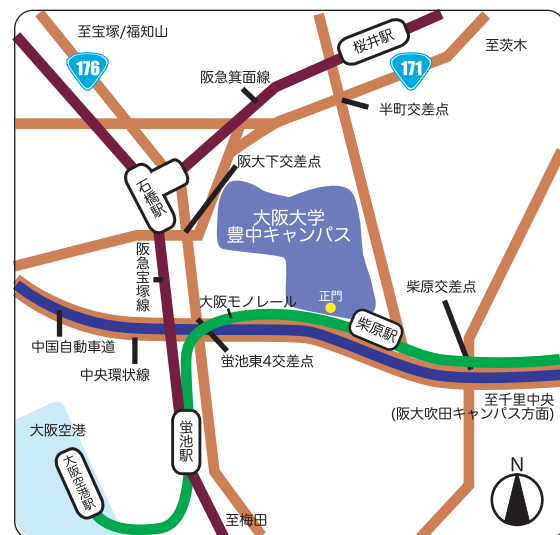 至宝塚/福知山
176
阪急箕面線
桜井駅
171
至茨木
半町交差点
阪大下交差点
石橋駅
大阪大学
豊中キャンパス
阪急宝塚線
大阪モノレール
正門
柴原交差点
柴原駅
中国自動車道
中央環状線
蛍池東4交差点
至千里中央
(阪大吹田キャンパス方面)
大阪空港
蛍池駅
大阪空港駅
至梅田
N